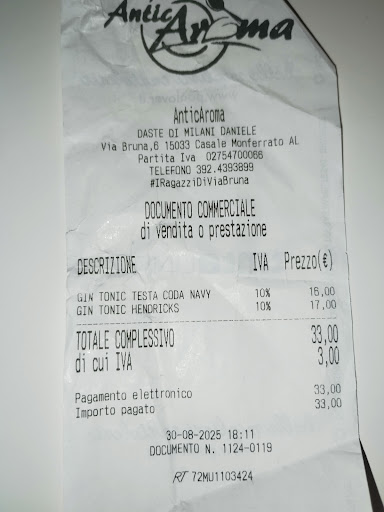 Antic Aroma
AnticAroma
DASTE DI MILANI DANIELE
Via Bruna,6 15033 Casale Monferrato AL
Partita Iva 02754700066
TELEFONO 392.4393899
#IRagazziDiViaBruna
DOCUMENTO COMMERCIALE
di vendita o prestazione
DESCRIZIONE IVA Prezzo(€)
GIN TONIC TESTA CODA NAVY 10% 16,00
GIN TONIC HENDRICKS 10% 17,00
TOTALE COMPLESSIVO 33,00
di cui IVA 3,00
Pagamento elettronico 33,00
Importo pagato 33,00
30-08-2025 18:11
DOCUMENTO N. 1124-0119
RT 72MU1103424